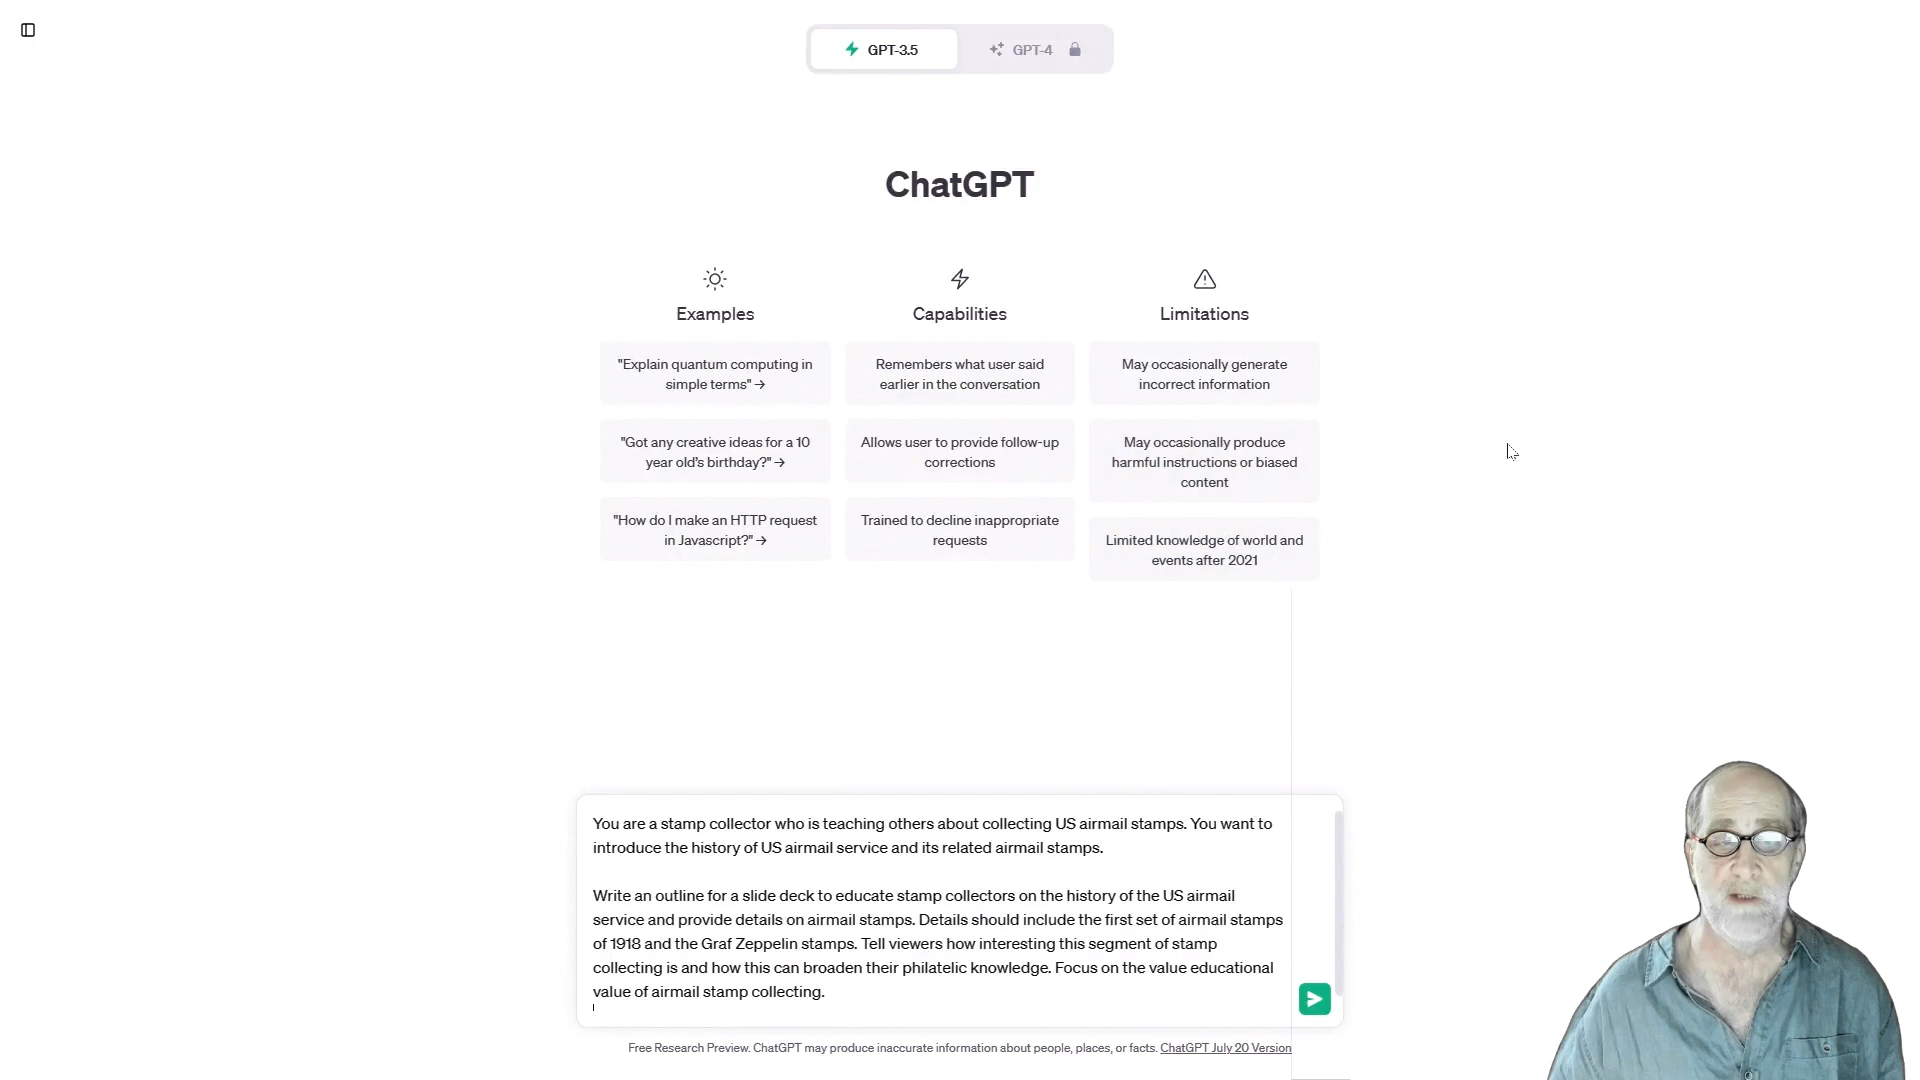 GPT-3.5
GPT-4
ChatGPT
Examples
"Explain quantum computing in
simple terms" →
"Got any creative ideas for a 10
year old's birthday?" →
"How do I make an HTTP request
in Javascript?" →
Capabilities
Remembers what user said
earlier in the conversation
Allows user to provide follow-up
corrections
Trained to decline inappropriate
requests
Limitations
May occasionally generate
incorrect information
May occasionally produce
harmful instructions or biased
content
Limited knowledge of world and
events after 2021
You are a stamp collector who is teaching others about collecting US airmail stamps. You want to
introduce the history of US airmail service and its related airmail stamps.
Write an outline for a slide deck to educate stamp collectors on the history of the US airmail
service and provide details on airmail stamps. Details should include the first set of airmail stamps
of 1918 and the Graf Zeppelin stamps. Tell viewers how interesting this segment of stamp
collecting is and how this can broaden their philatelic knowledge. Focus on the value educational
value of airmail stamp collecting.
Free Research Preview. ChatGPT may produce inaccurate information about people, places, or facts. ChatGPT July 20 Version